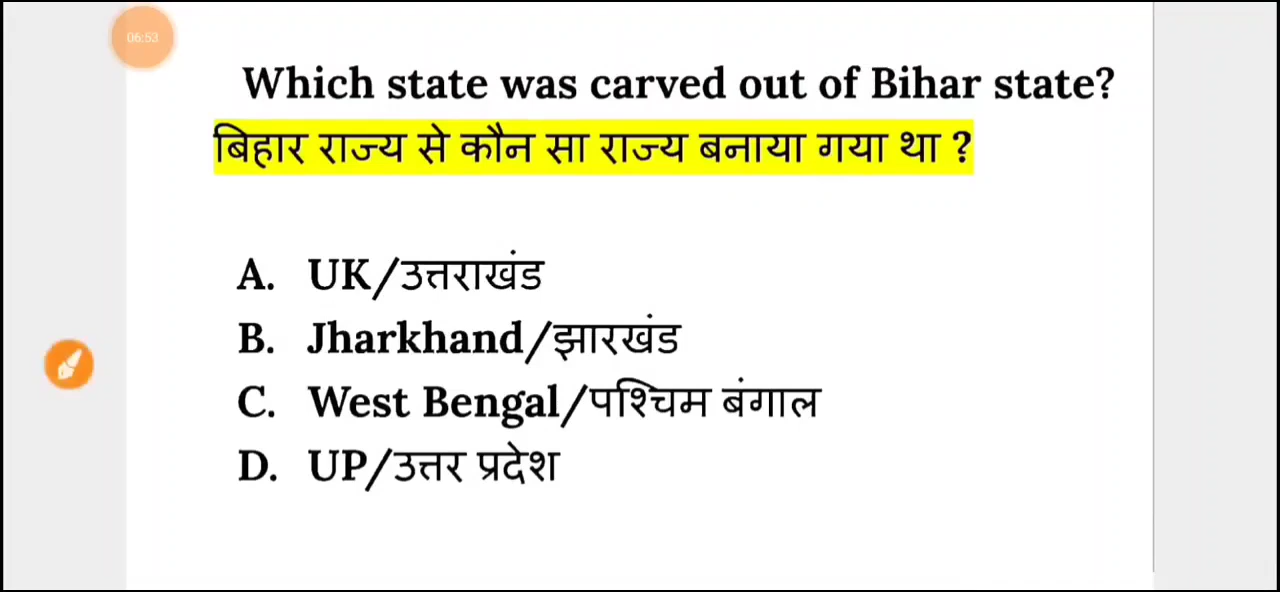 06:53
Which state was carved out of Bihar state?
बिहार राज्य से कौन सा राज्य बनाया गया था ?
A. UK/उत्तराखंड
B. Jharkhand/झारखंड
C. West Bengal/पश्चिम बंगाल
D. UP/उत्तर प्रदेश